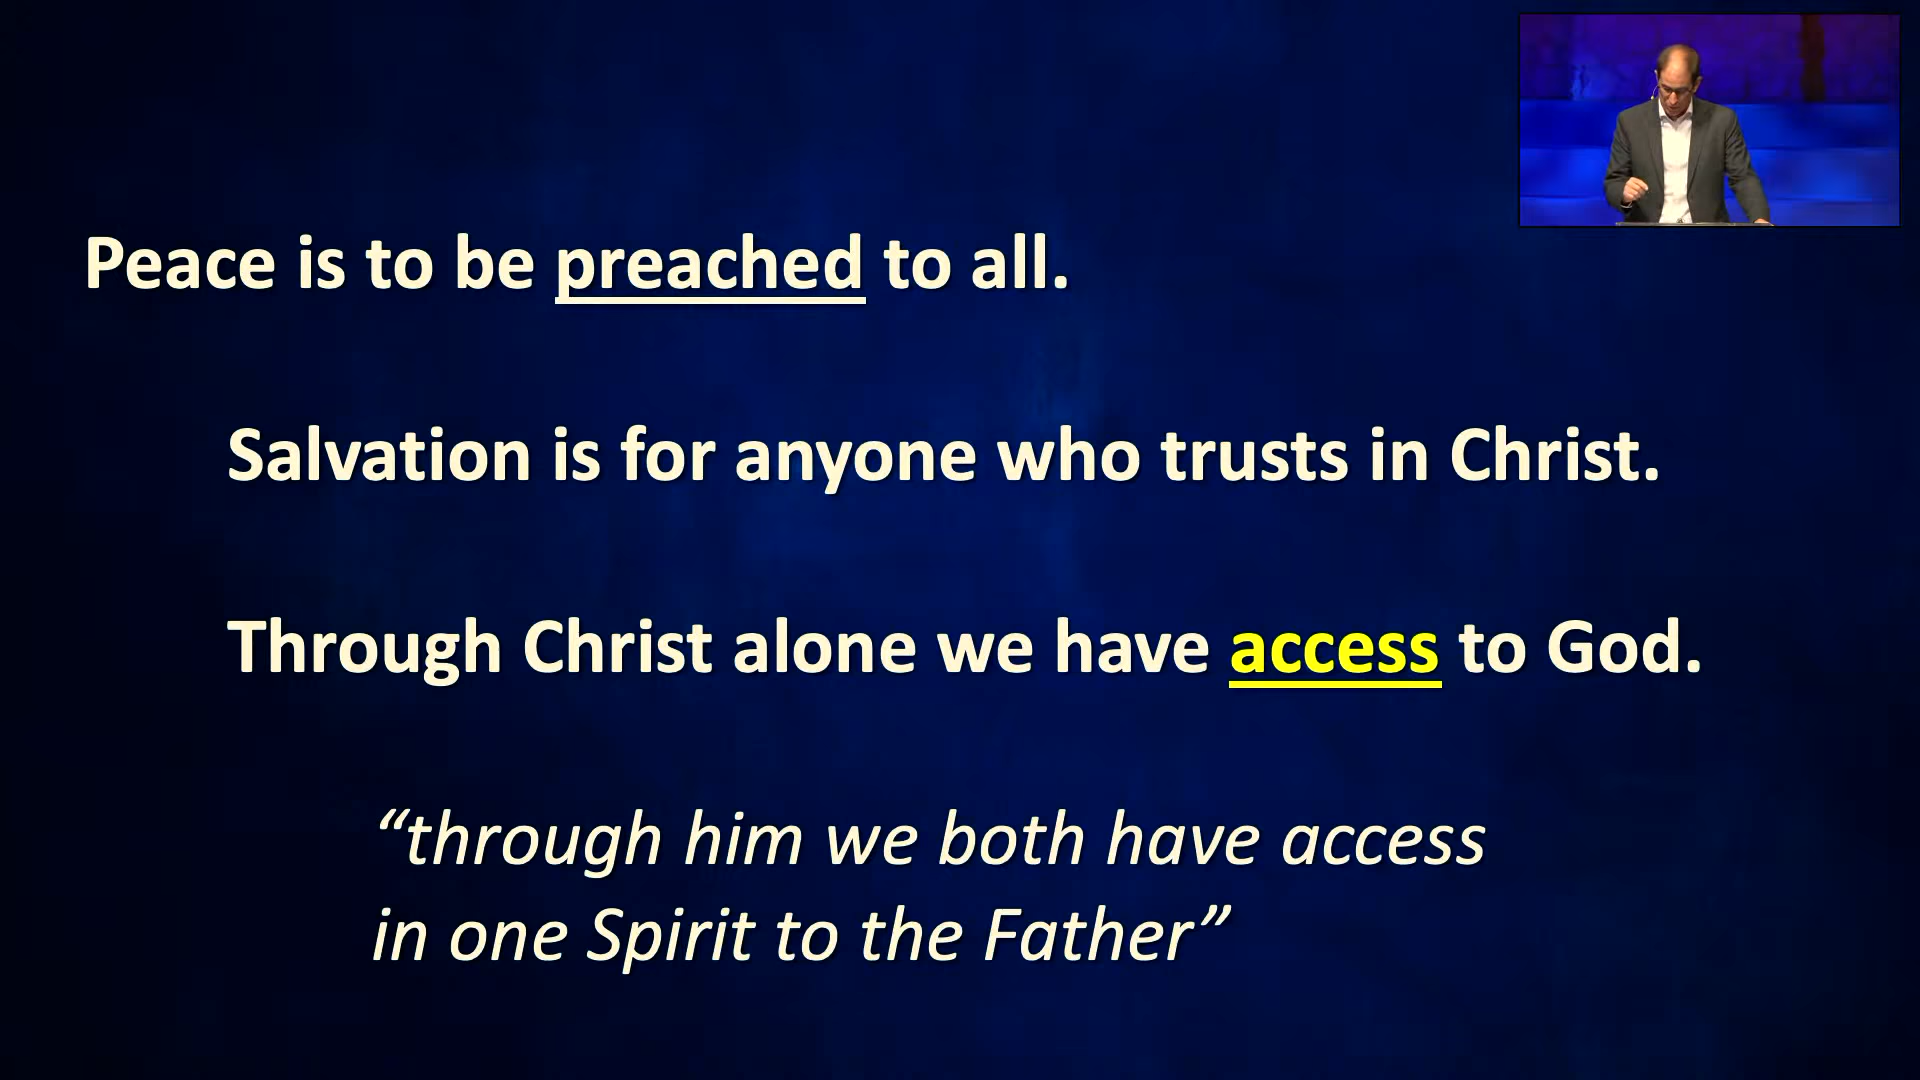 Peace is to be preached to all.
Salvation is for anyone who trusts in Christ.
Through Christ alone we have access to God.
“through him we both have access
in one Spirit to the Father”